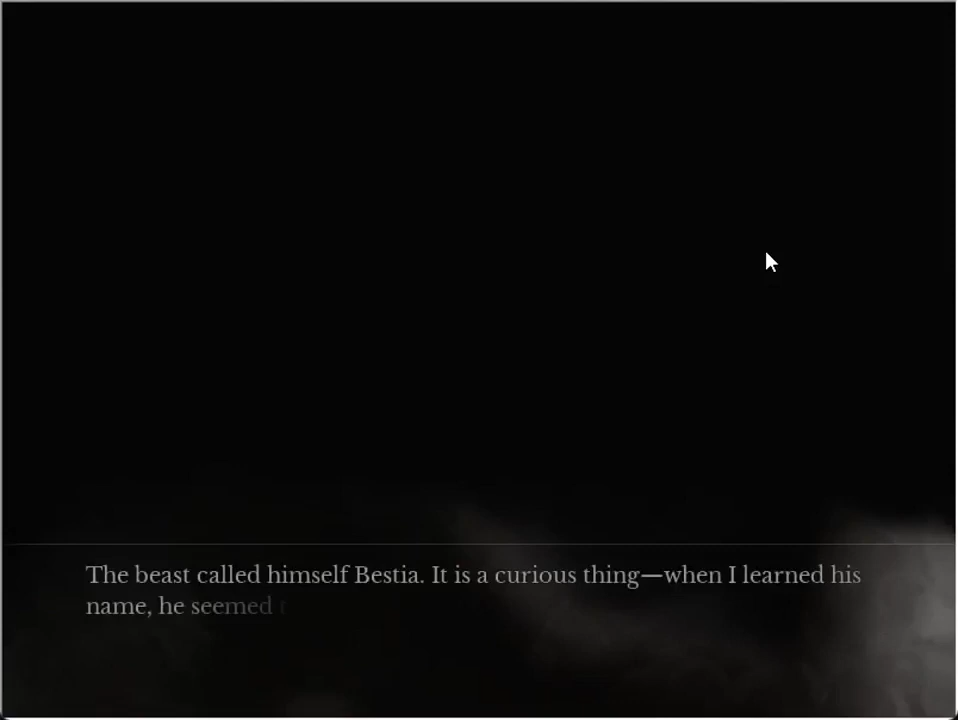 The beast called himself Bestia. It is a curious thing—when I learned his
name, he seemed